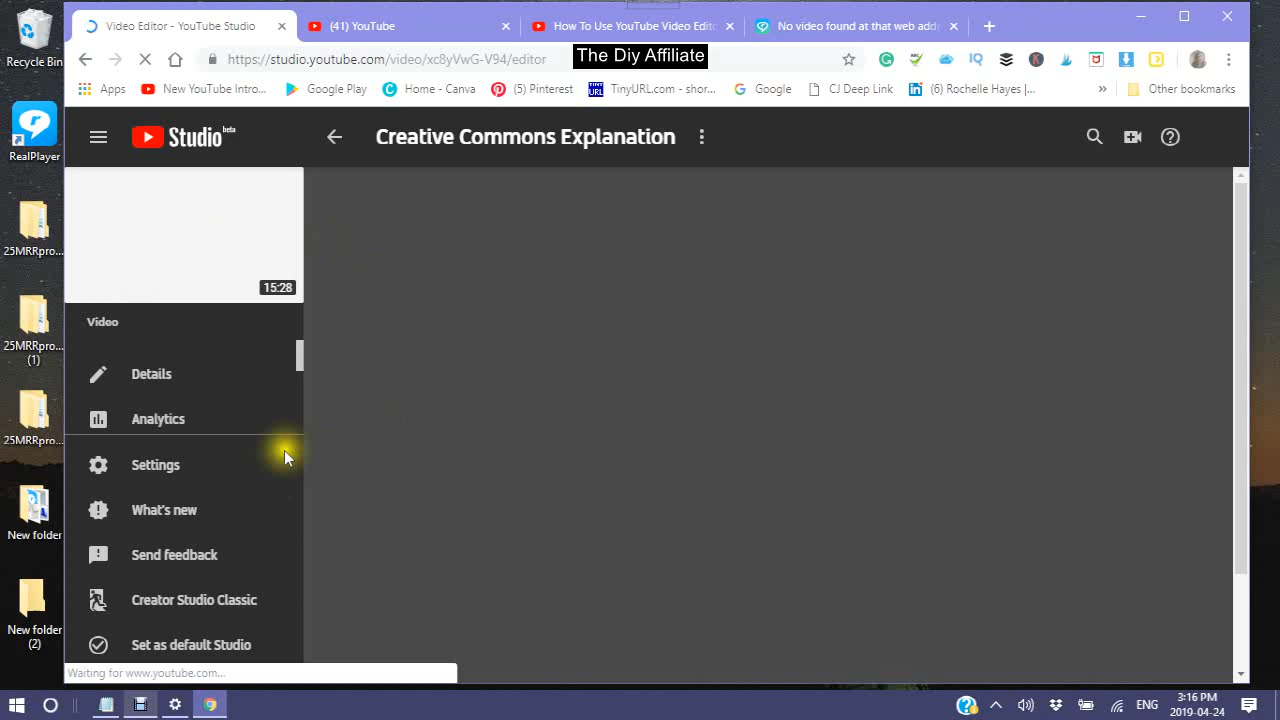 Video Editor - YouTube Studio
(41) YouTube
How To Use YouTube Video Edit
No video found at that web addr
https://studio.youtube.com/video/xc8yVwG-V94/editor
The Diy Affiliate
Apps
New YouTube Intro...
Google Play
Home - Canva
(5) Pinterest
TinyURL.com - shor...
Google
CJ Deep Link
(6) Rochelle Hayes |...
»
Other bookmarks
Studio beta
Creative Commons Explanation
15:28
Video
Details
Analytics
Settings
What's new
Send feedback
Creator Studio Classic
Set as default Studio
Waiting for www.youtube.com...
Recycle Bin
RealPlayer
25MRRpro...
25MRRpro...
(1)
25MRRpro...
New folder
New folder
(2)
ENG
3:16 PM
2019-04-24